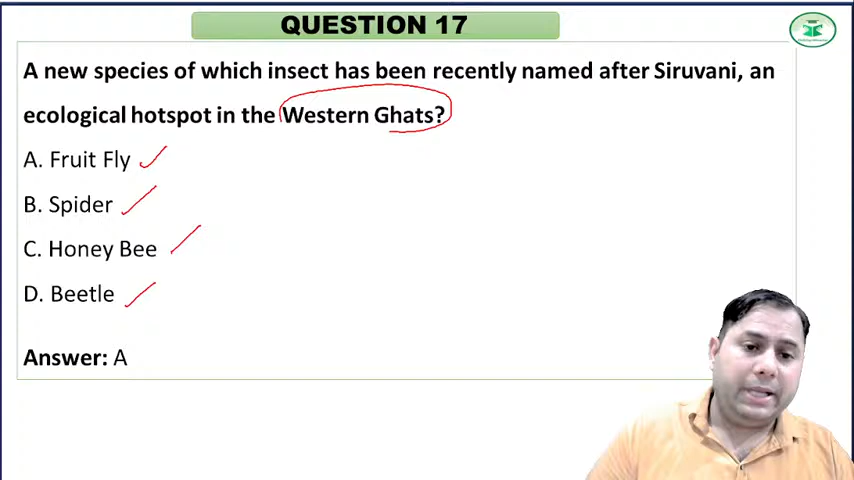 QUESTION 17
A new species of which insect has been recently named after Siruvani, an
ecological hotspot in the Western Ghats?
A. Fruit Fly
B. Spider
C. Honey Bee
D. Beetle
Answer: A